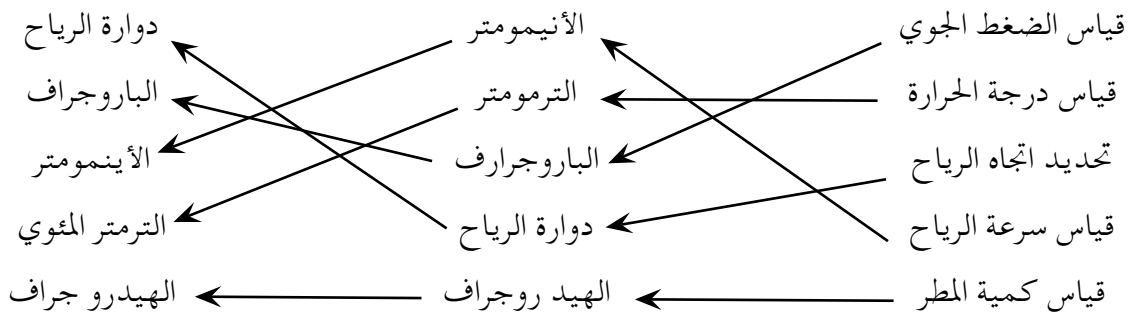 قياس الضغط الجوي الأنيمومتر دوارة الرياح
قياس درجة الحرارة الترمومتر الباروجراف
تحديد اتجاه الرياح الباروجرارف الأينمومتر
قياس سرعة الرياح دوارة الرياح الترمتر المئوي
قياس كمية المطر الهيد روجراف الهيدرو جراف